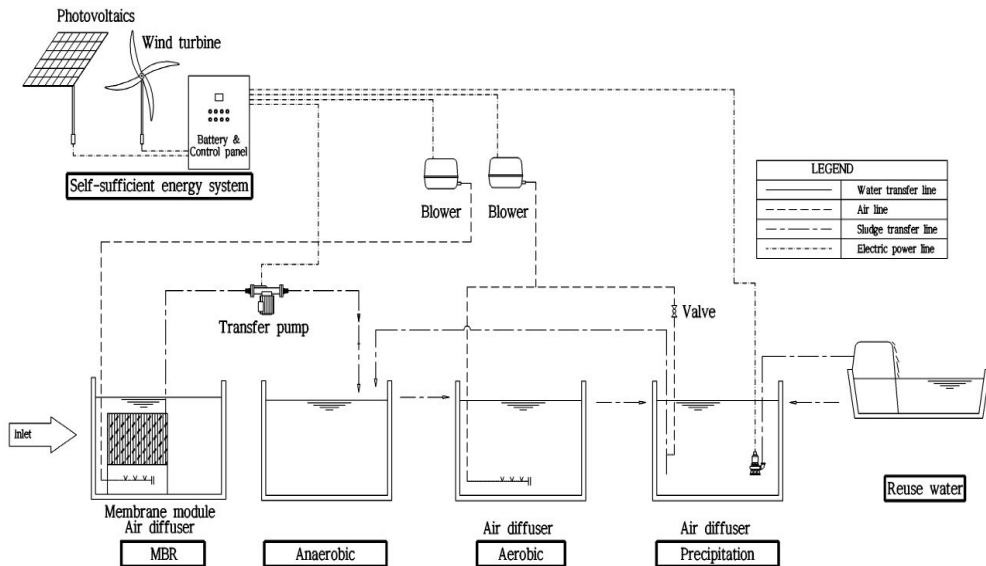 Photovoltaics
Wind turbine
Battery &
Control panel
Self-sufficient energy system
Blower
Blower
LEGEND
Water transfer line
Air line
Sludge transfer line
Electric power line
Transfer pump
Valve
inlet
Membrane module
Air diffuser
MBR
Anaerobic
Air diffuser
Aerobic
Air diffuser
Precipitation
Reuse water